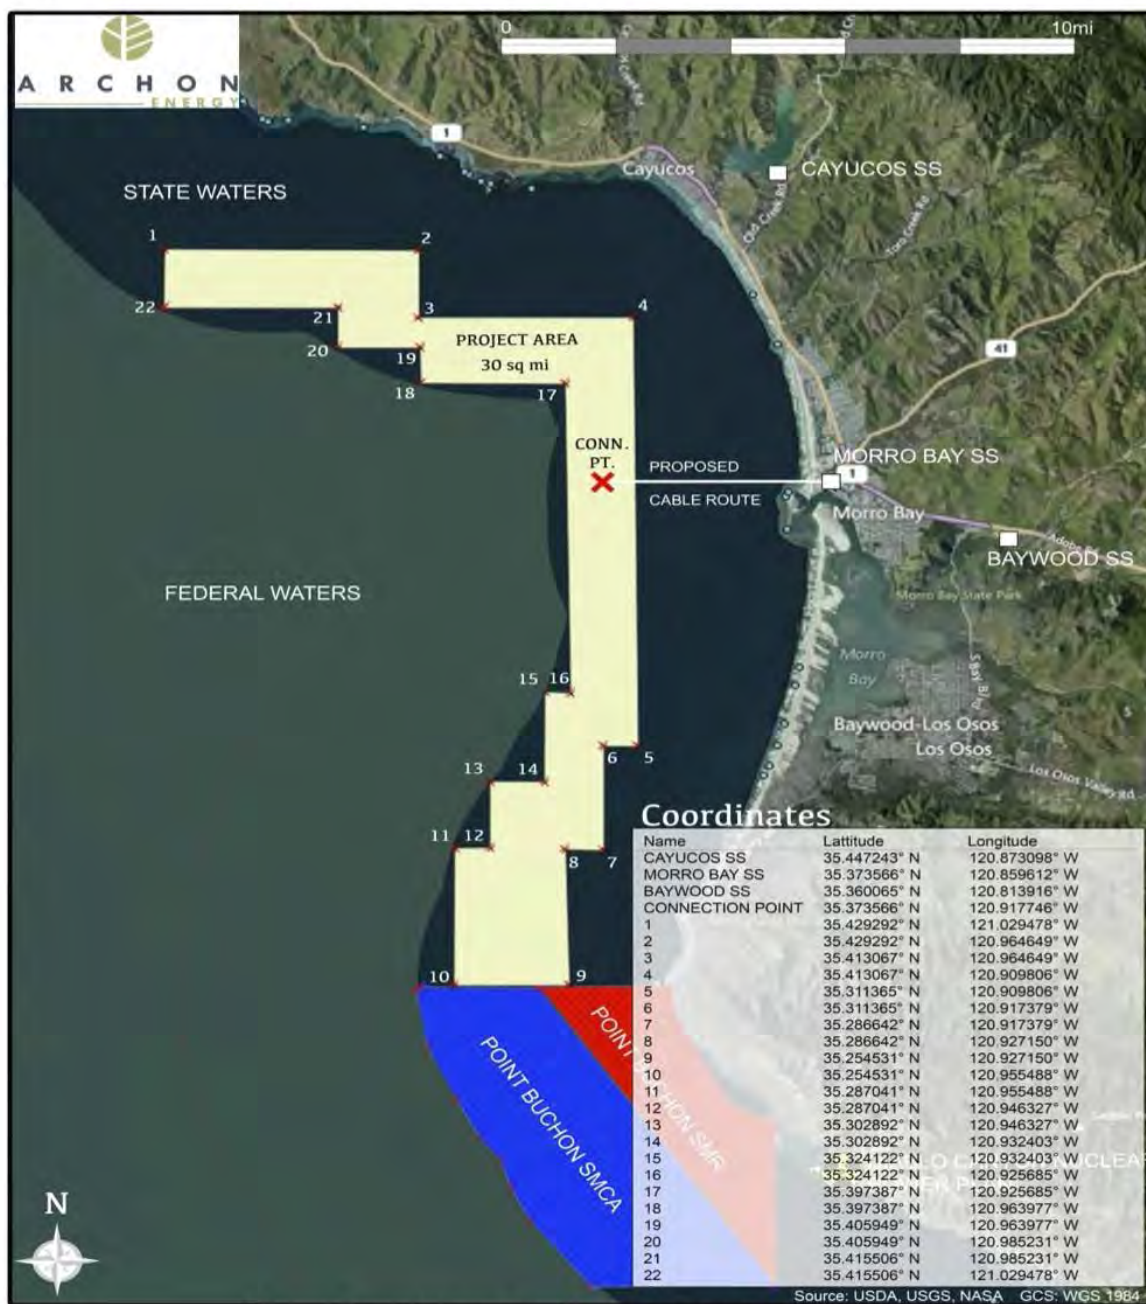 ARCHON
ENERGY
0 10mi
1
Cayucos
CAYUCOS SS
Old Creek Rd
Toro Creek Rd
STATE WATERS
1 2
22 21 3 4
20 19
PROJECT AREA
30 sq mi
18 17
41
CONN.
PT.
PROPOSED
CABLE ROUTE
MORRO BAY SS
1
Morro Bay
BAYWOOD SS
FEDERAL WATERS
Morro Bay State Park
Morro
Bay
15 16
Baywood-Los Osos
Los Osos
6 5
Los Osos Valley Rd
13 14
11 12 8 7
10 9
POINT BUCHON SMCA
POINT BUCHON SMR
N
Coordinates
Name Lattitude Longitude
CAYUCOS SS 35.447243° N 120.873098° W
MORRO BAY SS 35.373566° N 120.859612° W
BAYWOOD SS 35.360065° N 120.813916° W
CONNECTION POINT 35.373566° N 120.917746° W
1 35.429292° N 121.029478° W
2 35.429292° N 120.964649° W
3 35.413067° N 120.964649° W
4 35.413067° N 120.909806° W
5 35.311365° N 120.909806° W
6 35.311365° N 120.917379° W
7 35.286642° N 120.917379° W
8 35.286642° N 120.927150° W
9 35.254531° N 120.927150° W
10 35.254531° N 120.955488° W
11 35.287041° N 120.955488° W
12 35.287041° N 120.946327° W
13 35.302892° N 120.946327° W
14 35.302892° N 120.932403° W
15 35.324122° N 120.932403° W
16 35.324122° N 120.925685° W
17 35.397387° N 120.925685° W
18 35.397387° N 120.963977° W
19 35.405949° N 120.963977° W
20 35.405949° N 120.985231° W
21 35.415506° N 120.985231° W
22 35.415506° N 121.029478° W
Source: USDA, USGS, NASA GCS: WGS 1984